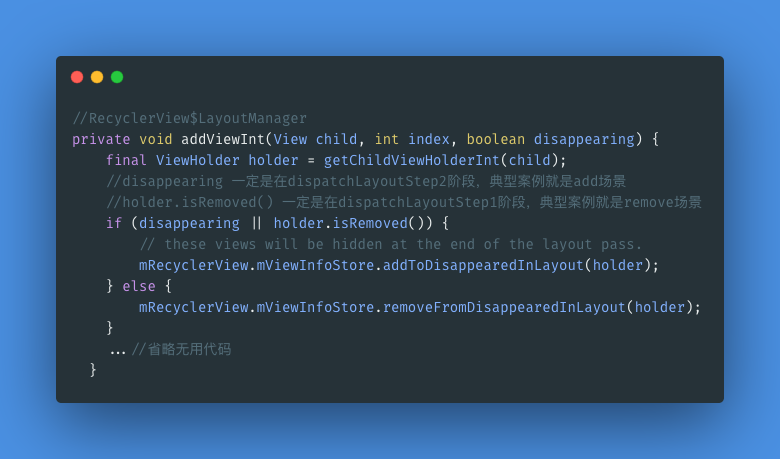 //RecyclerView$LayoutManager
private void addViewInt(View child, int index, boolean disappearing) {
    final ViewHolder holder = getChildViewHolderInt(child);
    //disappearing 一定是在dispatchLayoutStep2阶段，典型案例就是add场景
    //holder.isRemoved() 一定是在dispatchLayoutStep1阶段，典型案例就是remove场景
    if (disappearing || holder.isRemoved()) {
        // these views will be hidden at the end of the layout pass.
        mRecyclerView.mViewInfoStore.addToDisappearedInLayout(holder);
    } else {
        mRecyclerView.mViewInfoStore.removeFromDisappearedInLayout(holder);
    }
    ...//省略无用代码
  }